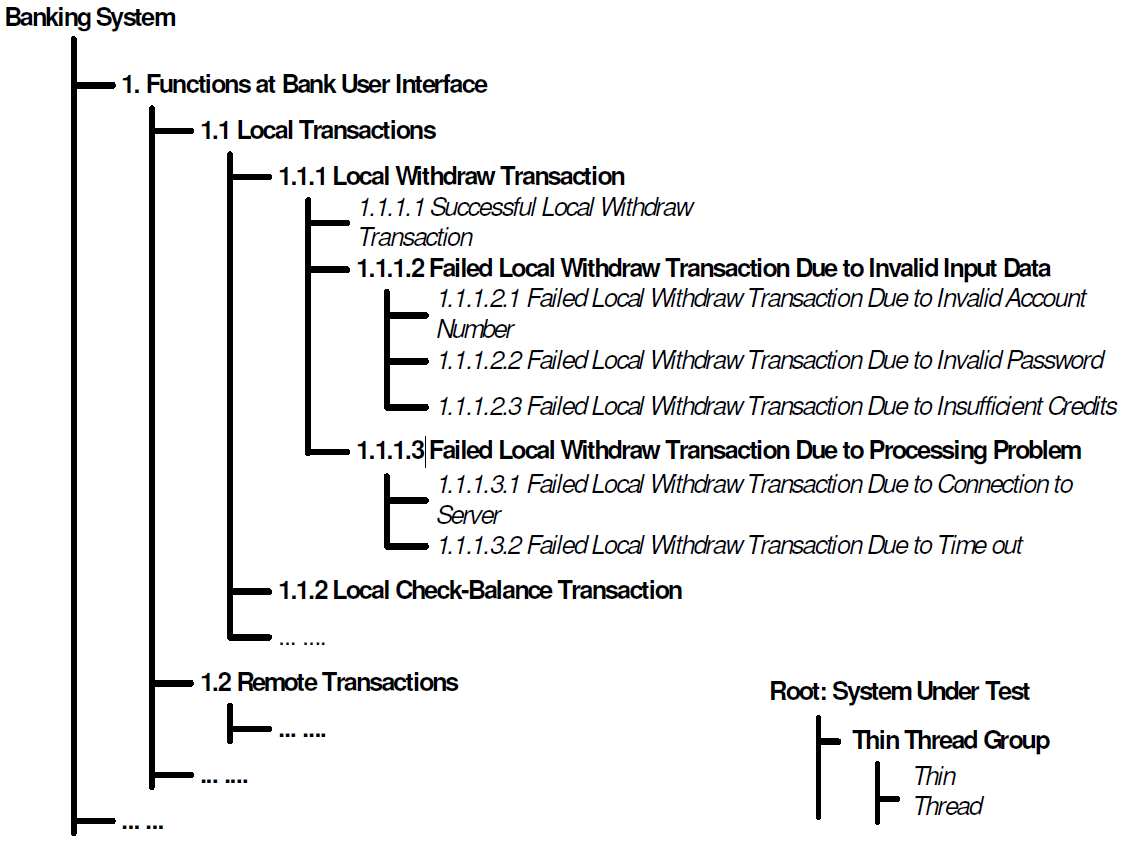 Banking System
1. Functions at Bank User Interface
1.1 Local Transactions
1.1.1 Local Withdraw Transaction
1.1.1.1 Successful Local Withdraw
Transaction
1.1.1.2 Failed Local Withdraw Transaction Due to Invalid Input Data
1.1.1.2.1 Failed Local Withdraw Transaction Due to Invalid Account
Number
1.1.1.2.2 Failed Local Withdraw Transaction Due to Invalid Password
1.1.1.2.3 Failed Local Withdraw Transaction Due to Insufficient Credits
1.1.1.3 Failed Local Withdraw Transaction Due to Processing Problem
1.1.1.3.1 Failed Local Withdraw Transaction Due to Connection to
Server
1.1.1.3.2 Failed Local Withdraw Transaction Due to Time out
1.1.2 Local Check-Balance Transaction
... ....
1.2 Remote Transactions
... ....
... ....
... ...
Root: System Under Test
Thin Thread Group
Thin
Thread